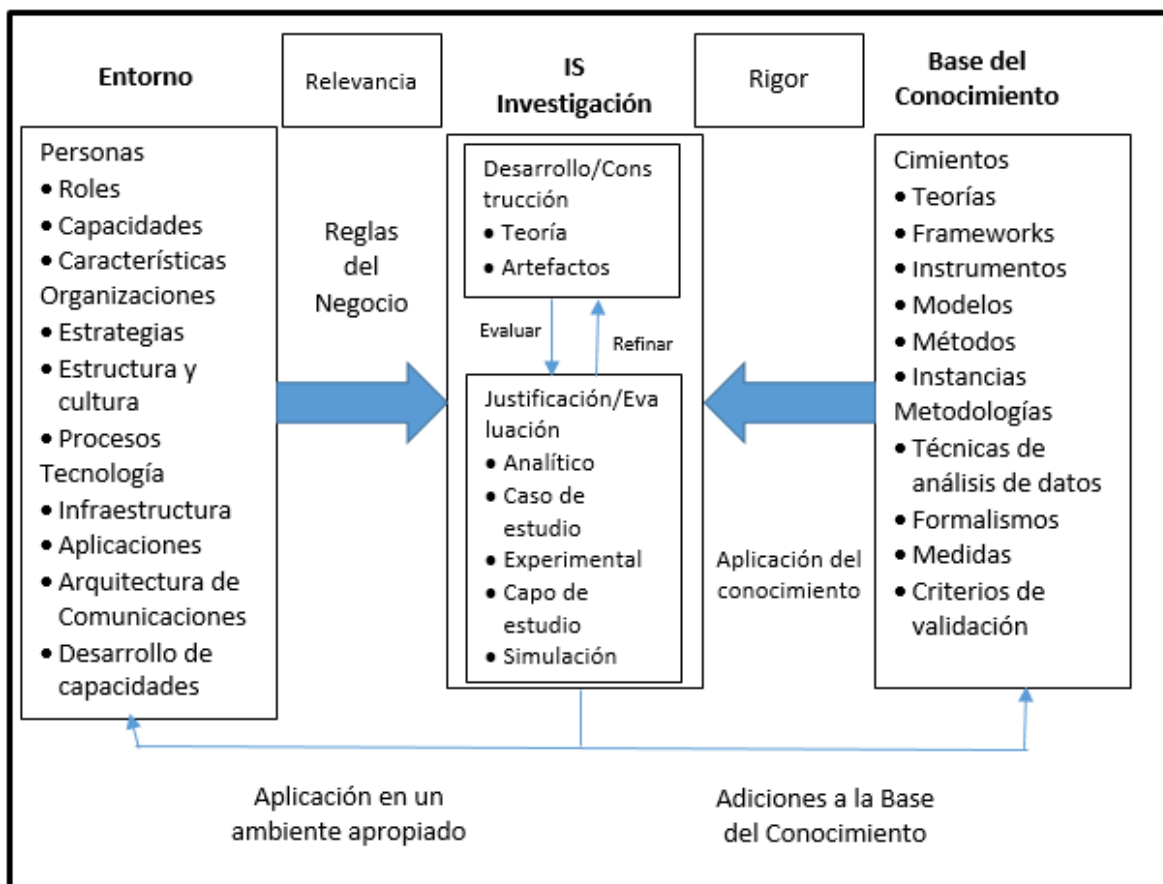 Entorno
Personas
• Roles
• Capacidades
• Características
Organizaciones
• Estrategias
• Estructura y
cultura
• Procesos
Tecnología
• Infraestructura
• Aplicaciones
• Arquitectura de
Comunicaciones
• Desarrollo de
capacidades
Relevancia
Reglas
del
Negocio
IS
Investigación
Desarrollo/Cons
trucción
• Teoría
• Artefactos
Evaluar
Refinar
Justificación/Eva
luación
• Analítico
• Caso de
estudio
• Experimental
• Capo de
estudio
• Simulación
Rigor
Aplicación del
conocimiento
Base del
Conocimiento
Cimientos
• Teorías
• Frameworks
• Instrumentos
• Modelos
• Métodos
• Instancias
Metodologías
• Técnicas de
análisis de datos
• Formalismos
• Medidas
• Criterios de
validación
Aplicación en un
ambiente apropiado
Adiciones a la Base
del Conocimiento